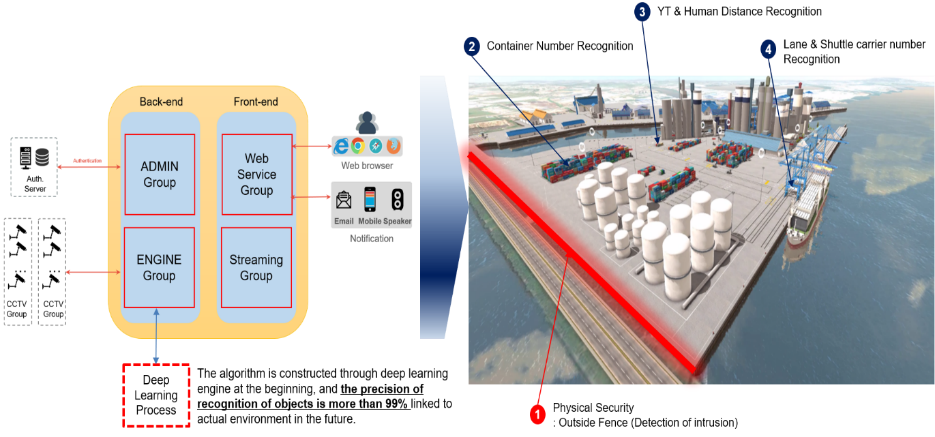 3 YT & Human Distance Recognition
2 Container Number Recognition
4 Lane & Shuttle carrier number
Recognition
Back-end
Front-end
ADMIN
Group
Web
Service
Group
ENGINE
Group
Streaming
Group
Authentication
Auth.
Server
CCTV
Group
CCTV
Group
Web browser
Email Mobile Speaker
Notification
Deep
Learning
Process
The algorithm is constructed through deep learning
engine at the beginning, and the precision of
recognition of objects is more than 99% linked to
actual environment in the future.
1 Physical Security
: Outside Fence (Detection of intrusion)